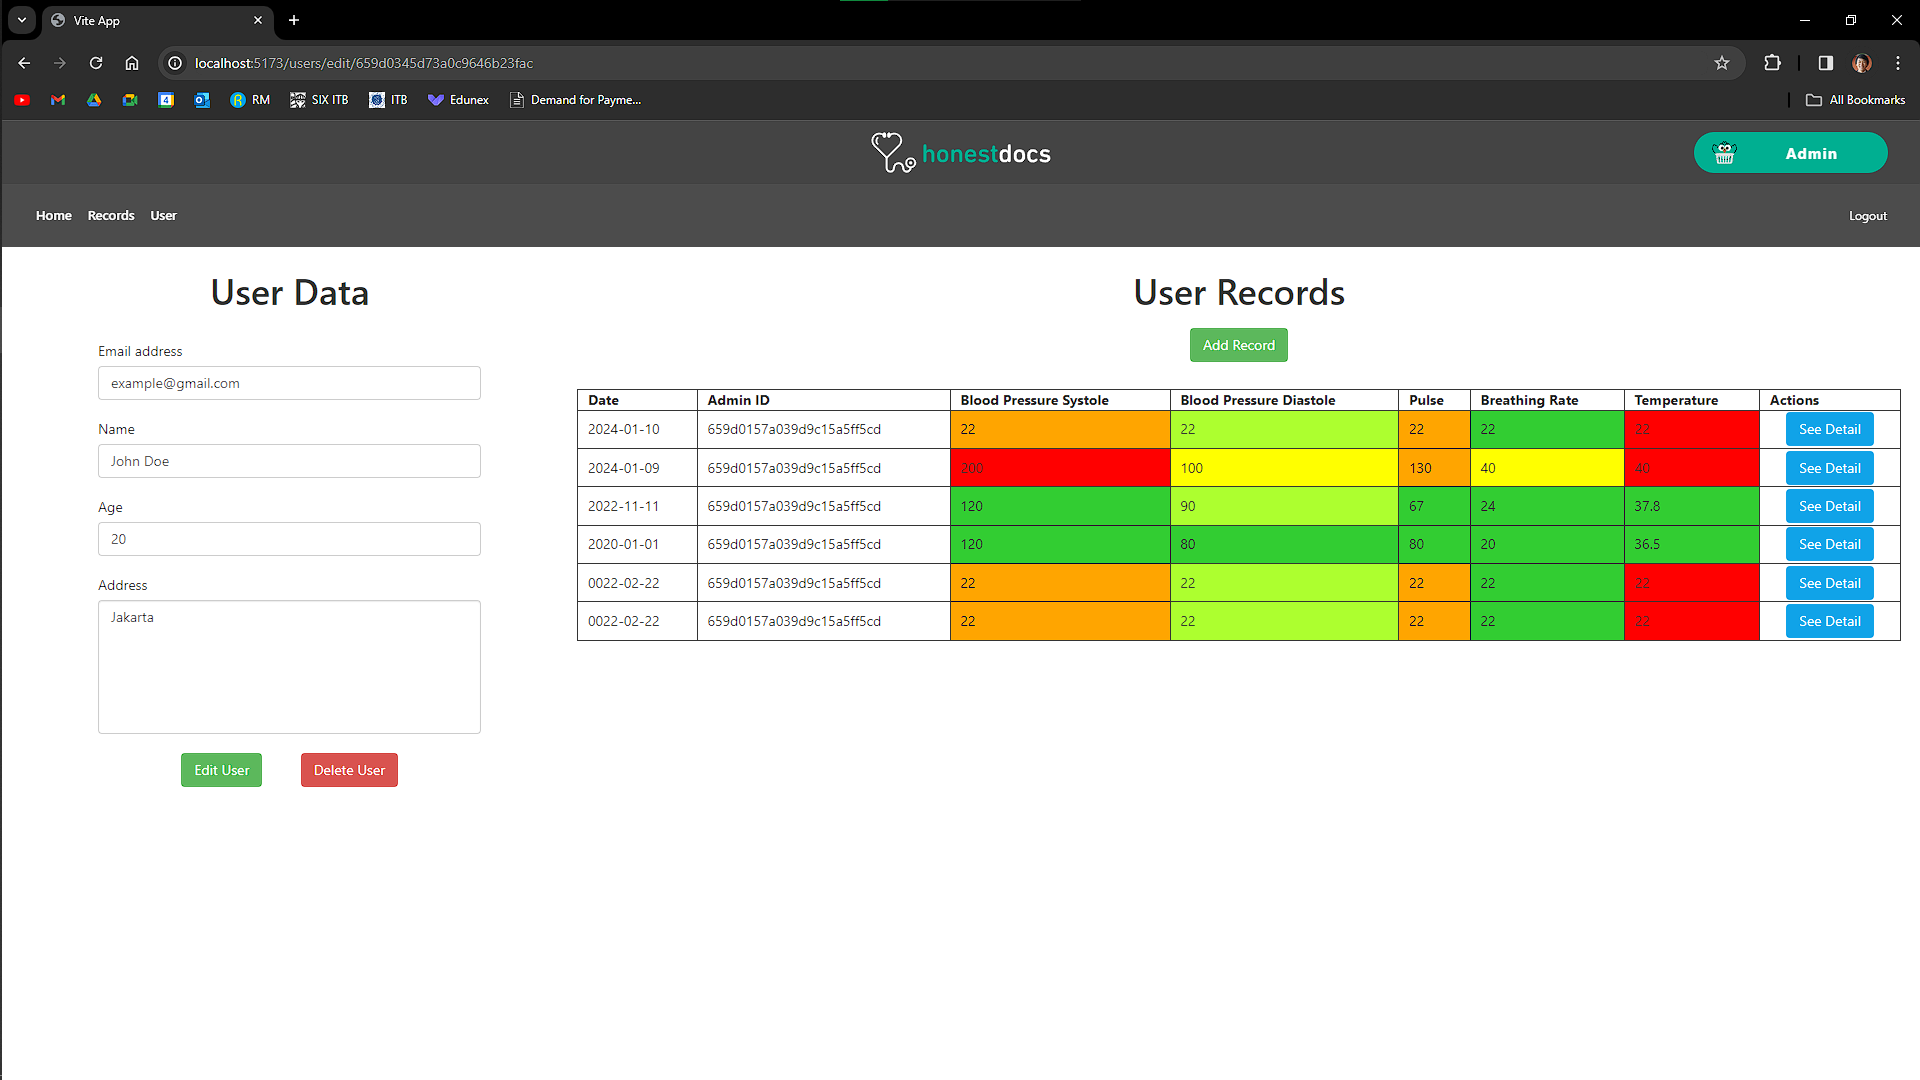 Vite App
localhost:5173/users/edit/659d0345d73a0c9646b23fac
4 RM SIX ITB ITB Edunex Demand for Payme... All Bookmarks
honestdocs
Admin
Home Records User Logout
User Data
Email address
example@gmail.com
Name
John Doe
Age
20
Address
Jakarta
Edit User Delete User
User Records
Add Record
Date Admin ID Blood Pressure Systole Blood Pressure Diastole Pulse Breathing Rate Temperature Actions
2024-01-10 659d0157a039d9c15a5ff5cd 22 22 22 22 22 See Detail
2024-01-09 659d0157a039d9c15a5ff5cd 200 100 130 40 40 See Detail
2022-11-11 659d0157a039d9c15a5ff5cd 120 90 67 24 37.8 See Detail
2020-01-01 659d0157a039d9c15a5ff5cd 120 80 80 20 36.5 See Detail
0022-02-22 659d0157a039d9c15a5ff5cd 22 22 22 22 22 See Detail
0022-02-22 659d0157a039d9c15a5ff5cd 22 22 22 22 22 See Detail